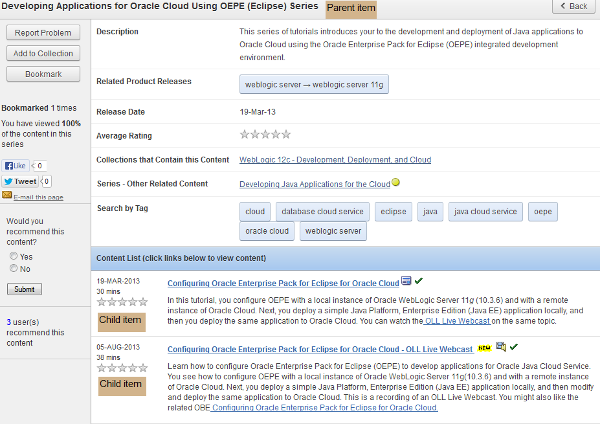 Developing Applications for Oracle Cloud Using OEPE (Eclipse) Series
Parent item
< Back
Report Problem
Add to Collection
Bookmark
Bookmarked 1 times
You have viewed 100%
of the content in this
series
Like 0
Tweet 0
E-mail this page
Would you
recommend this
content?
Yes
No
Submit
3 user(s)
recommend this
content
Description
This series of tutorials introduces your to the development and deployment of Java applications to
Oracle Cloud using the Oracle Enterprise Pack for Eclipse (OEPE) integrated development
environment.
Related Product Releases
weblogic server → weblogic server 11g
Release Date
19-Mar-13
Average Rating
Collections that Contain this Content
WebLogic 12c - Development, Deployment, and Cloud
Series - Other Related Content
Developing Java Applications for the Cloud
Search by Tag
cloud
database cloud service
eclipse
java
java cloud service
oepe
oracle cloud
weblogic server
Content List (click links below to view content)
19-MAR-2013
38 mins
Child item
Configuring Oracle Enterprise Pack for Eclipse for Oracle Cloud
In this tutorial, you configure OEPE with a local instance of Oracle WebLogic Server 11g (10.3.6) and with a remote
instance of Oracle Cloud. Next, you deploy a simple Java Platform, Enterprise Edition (Java EE) application locally, and
then you deploy the same application to Oracle Cloud. You can watch the OLL Live Webcast on the same topic.
05-AUG-2013
38 mins
Child item
Configuring Oracle Enterprise Pack for Eclipse for Oracle Cloud - OLL Live Webcast NEW
Learn how to configure Oracle Enterprise Pack for Eclipse (OEPE) to develop applications for Oracle Java Cloud Service.
You see how to configure OEPE with a local instance of Oracle WebLogic Server 11g(10.3.6) and with a remote instance
of Oracle Cloud. Next, you deploy a simple Java Platform, Enterprise Edition (Java EE) application locally, and then modify
and deploy the same application to Oracle Cloud. This is a recording of an OLL Live Webcast. You might also like the
related OBE Configuring Oracle Enterprise Pack for Eclipse for Oracle Cloud.